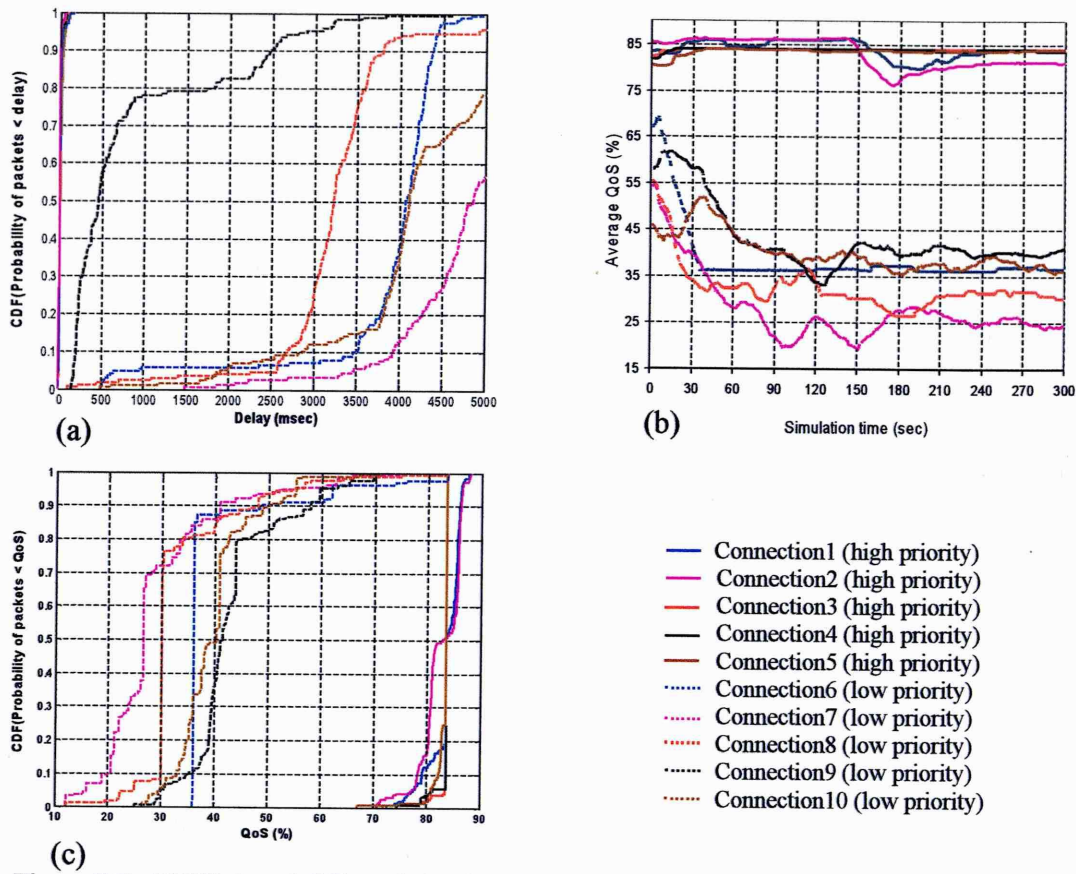 CDF(Probability of packets < delay)
1
0.9
0.8
0.7
0.6
0.5
0.4
0.3
0.2
0.1
0
0 500 1000 1500 2000 2500 3000 3500 4000 4500 5000
Delay (msec)
(a)
Average QoS (%)
85
75
65
55
45
35
25
15
0 30 60 90 120 150 180 210 240 270 300
Simulation time (sec)
(b)
CDF(Probability of packets < QoS)
1
0.9
0.8
0.7
0.6
0.5
0.4
0.3
0.2
0.1
0
10 20 30 40 50 60 70 80 90
QoS (%)
(c)
Connection1 (high priority)
Connection2 (high priority)
Connection3 (high priority)
Connection4 (high priority)
Connection5 (high priority)
Connection6 (low priority)
Connection7 (low priority)
Connection8 (low priority)
Connection9 (low priority)
Connection10 (low priority)